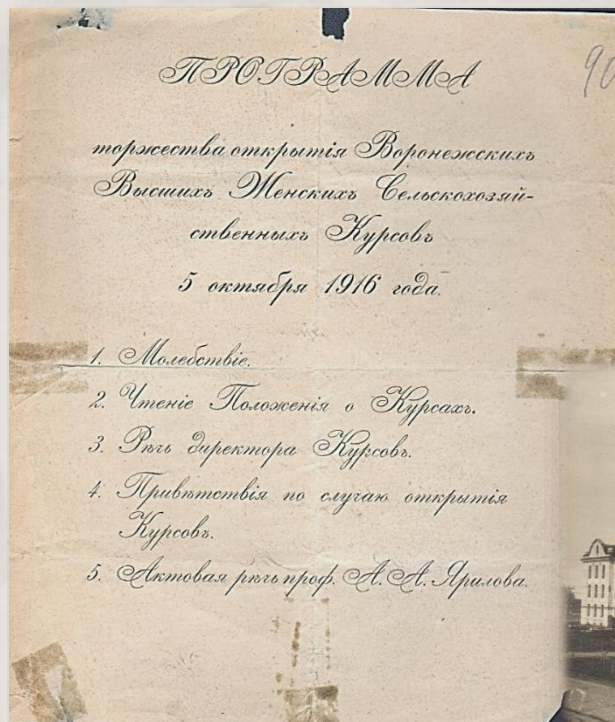 ПРОГРАММА
90
торжества открытія Воронежскихъ
Высшихъ Женскихъ Сельскохозяй-
ственныхъ Курсовъ
5 октября 1916 года.
1. Молебствіе.
2. Чтеніе Положенія о Курсахъ.
3. Рѣчь директора Курсовъ.
4. Привѣтствія по случаю открытія
Курсовъ.
5. Актовая рѣчь проф. А. А. Ярилова.